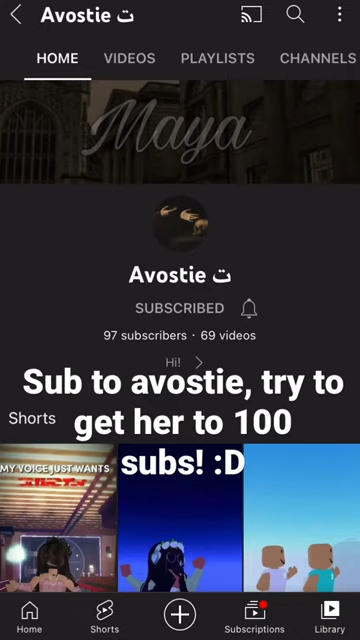 Avostie ت
HOME VIDEOS PLAYLISTS CHANNELS
Maya
Avostie ت
SUBSCRIBED
97 subscribers · 69 videos
Hi!
Sub to avostie, try to
Shorts
get her to 100
subs! :D
MY VOICE JUST WANTS
Home Shorts Subscriptions Library